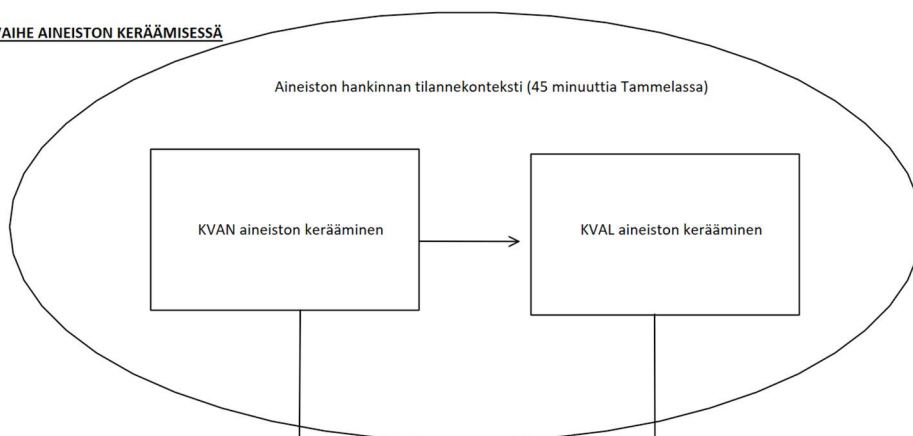 VAIHE AINEISTON KERÄÄMISESSÄ
Aineiston hankinnan tilannekonteksti (45 minuuttia Tammelassa)
KVAN aineiston kerääminen
KVAL aineiston kerääminen